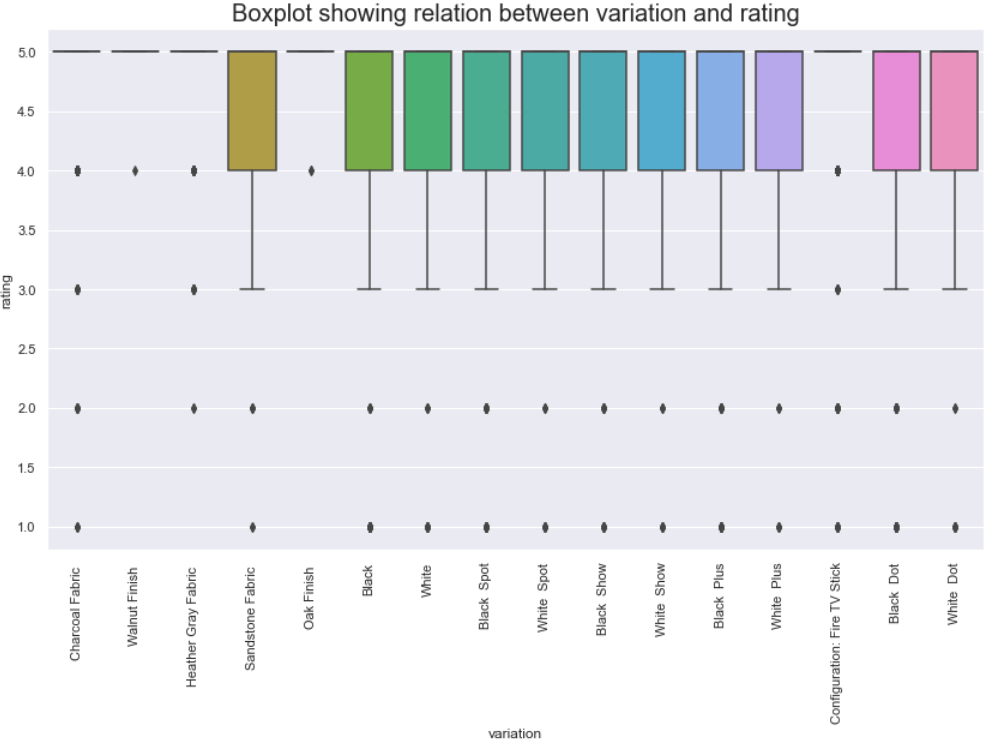 Boxplot showing relation between variation and rating
5.0
4.5
4.0
3.5
3.0
2.5
2.0
1.5
1.0
rating
Charcoal Fabric
Walnut Finish
Heather Gray Fabric
Sandstone Fabric
Oak Finish
Black
White
Black  Spot
White  Spot
Black  Show
White  Show
Black  Plus
White  Plus
Configuration: Fire TV Stick
Black  Dot
White  Dot
variation